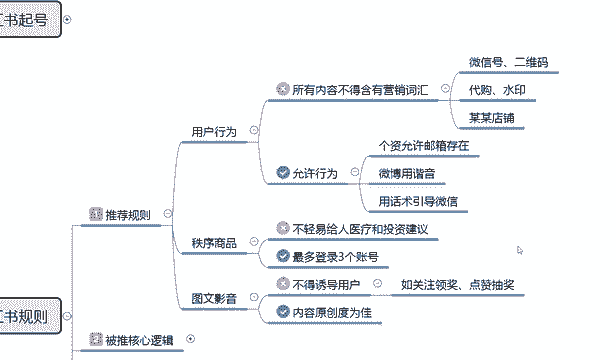 书起号
微信号、二维码
所有内容不得含有营销词汇
代购、水印
某某店铺
用户行为
个资允许邮箱存在
允许行为
微博用谐音
用话术引导微信
推荐规则
不轻易给人医疗和投资建议
秩序商品
最多登录3个账号
不得诱导用户
如关注领奖、点赞抽奖
图文影音
内容原创度为佳
书规则
被推核心逻辑